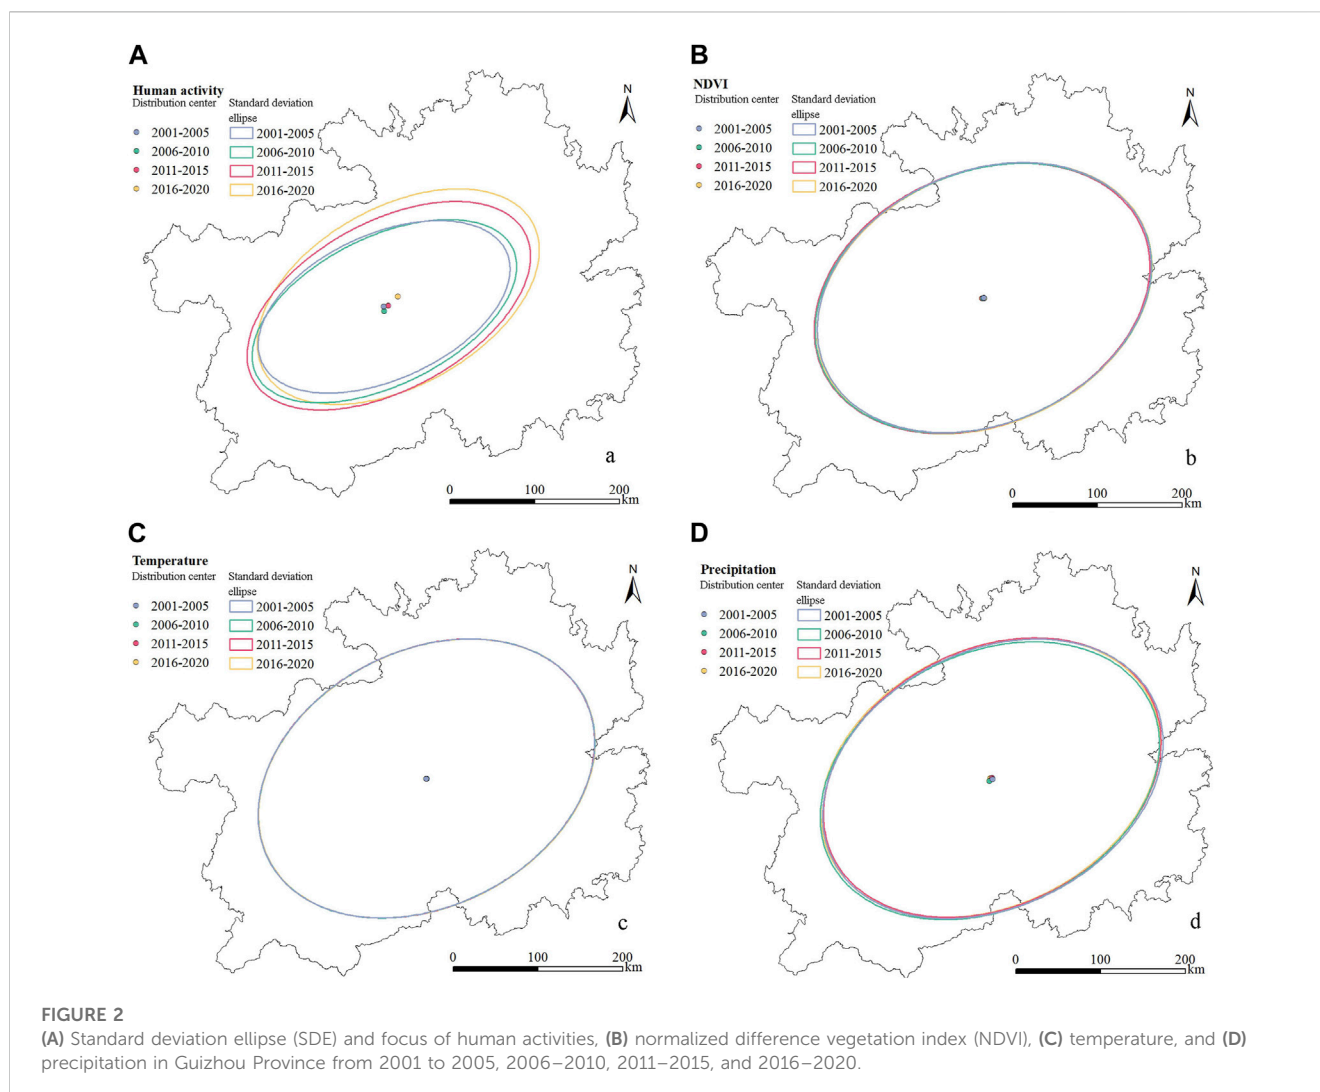 A
Human activity
Distribution center
Standard deviation
ellipse
2001-2005
2001-2005
2006-2010
2006-2010
2011-2015
2011-2015
2016-2020
2016-2020
N
a
0 100 200
km
B
NDVI
Distribution center
Standard deviation
ellipse
2001-2005
2001-2005
2006-2010
2006-2010
2011-2015
2011-2015
2016-2020
2016-2020
N
b
0 100 200
km
C
Temperature
Distribution center
Standard deviation
ellipse
2001-2005
2001-2005
2006-2010
2006-2010
2011-2015
2011-2015
2016-2020
2016-2020
N
c
0 100 200
km
D
Precipitation
Distribution center
Standard deviation
ellipse
2001-2005
2001-2005
2006-2010
2006-2010
2011-2015
2011-2015
2016-2020
2016-2020
N
d
0 100 200
km
FIGURE 2
(A) Standard deviation ellipse (SDE) and focus of human activities, (B) normalized difference vegetation index (NDVI), (C) temperature, and (D)
precipitation in Guizhou Province from 2001 to 2005, 2006–2010, 2011–2015, and 2016–2020.